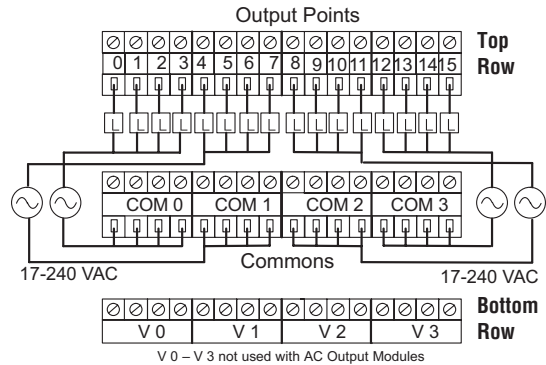 Output Points
Top
Row
0 1 2 3 4 5 6 7 8 9 10 11 12 13 14 15
L L L L L L L L L L L L L L L L
COM 0 COM 1 COM 2 COM 3
Commons
17-240 VAC 17-240 VAC
Bottom
Row
V 0 V 1 V 2 V 3
V 0 – V 3 not used with AC Output Modules